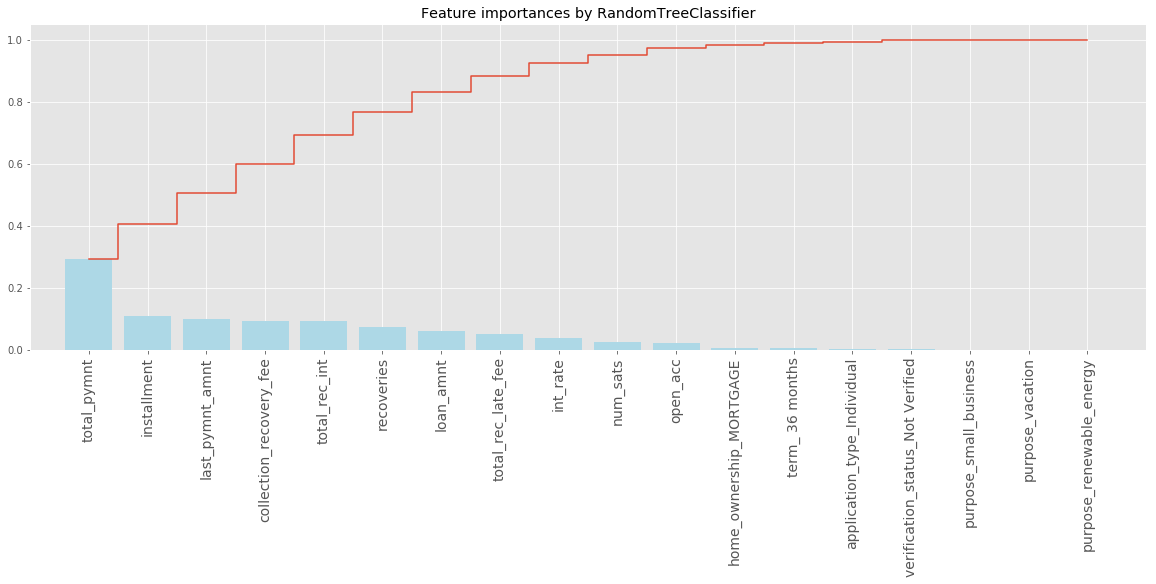 Feature importances by RandomTreeClassifier
1.0
0.8
0.6
0.4
0.2
0.0
total_pymnt
installment
last_pymnt_amnt
collection_recovery_fee
total_rec_int
recoveries
loan_amnt
total_rec_late_fee
int_rate
num_sats
open_acc
home_ownership_MORTGAGE
term_ 36 months
application_type_Individual
verification_status_Not Verified
purpose_small_business
purpose_vacation
purpose_renewable_energy